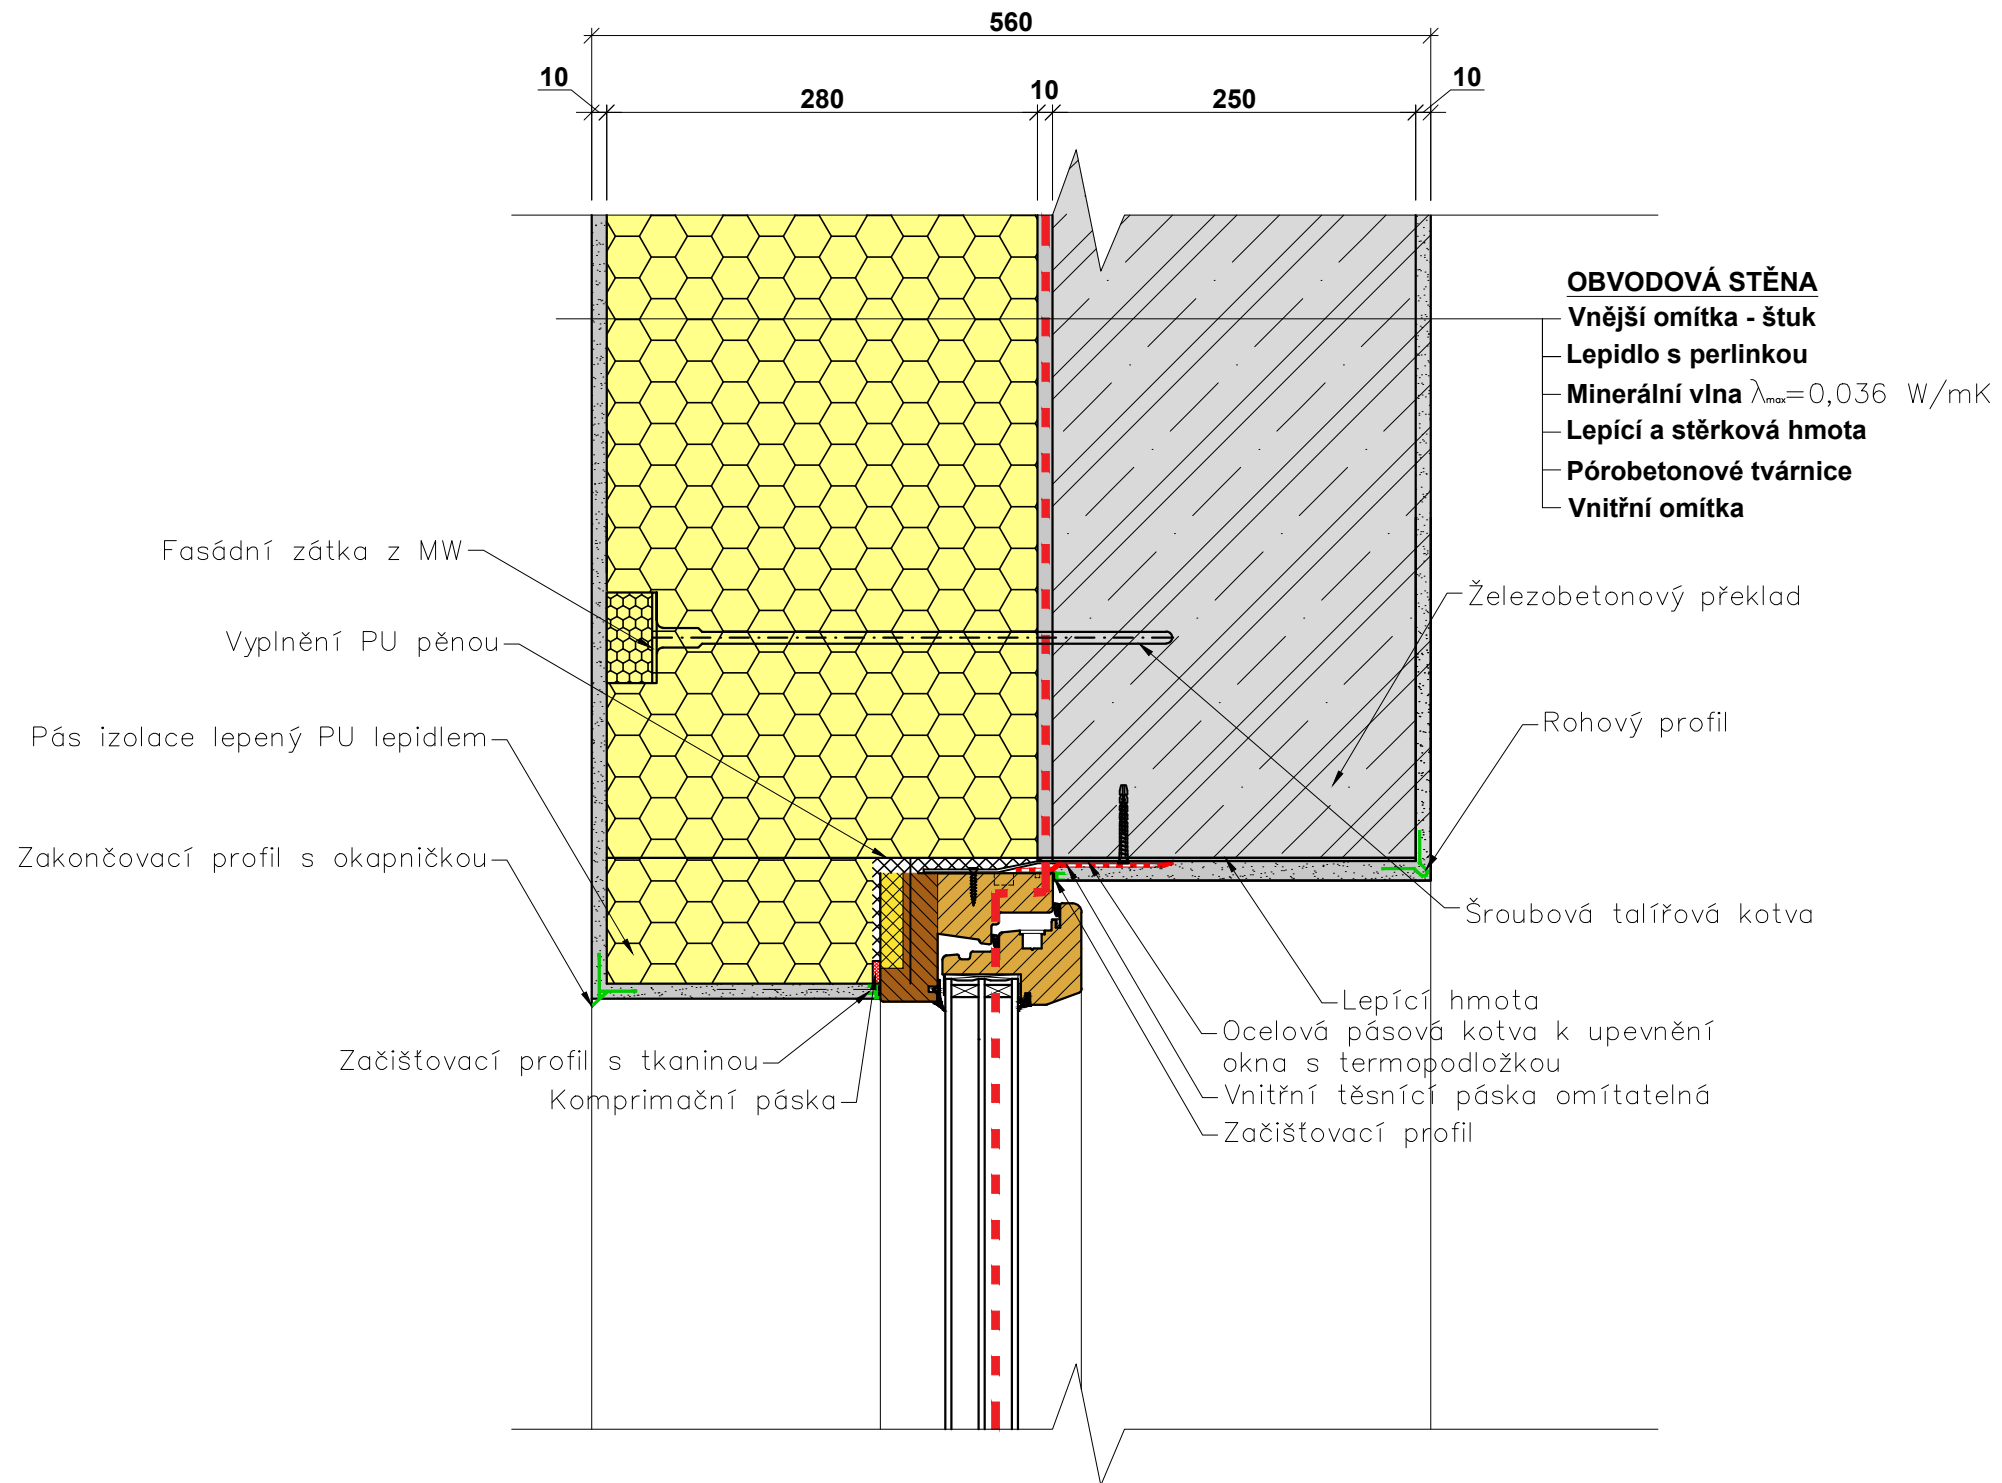 560
10
280
10
250
10
OBVODOVÁ STĚNA
Vnější omítka - štuk
Lepidlo s perlinkou
Minerální vlna λmax=0,036 W/mK
Lepící a stěrková hmota
Pórobetonové tvárnice
Vnitřní omítka
Fasádní zátka z MW
Vyplnění PU pěnou
Pás izolace lepený PU lepidlem
Zakončovací profil s okapničkou
Začišťovací profil s tkaninou
Komprimační páska
Železobetonový překlad
Rohový profil
Šroubová talířová kotva
Lepící hmota
Ocelová pásová kotva k upevnění
okna s termopodložkou
Vnitřní těsnící páska omítatelná
Začišťovací profil